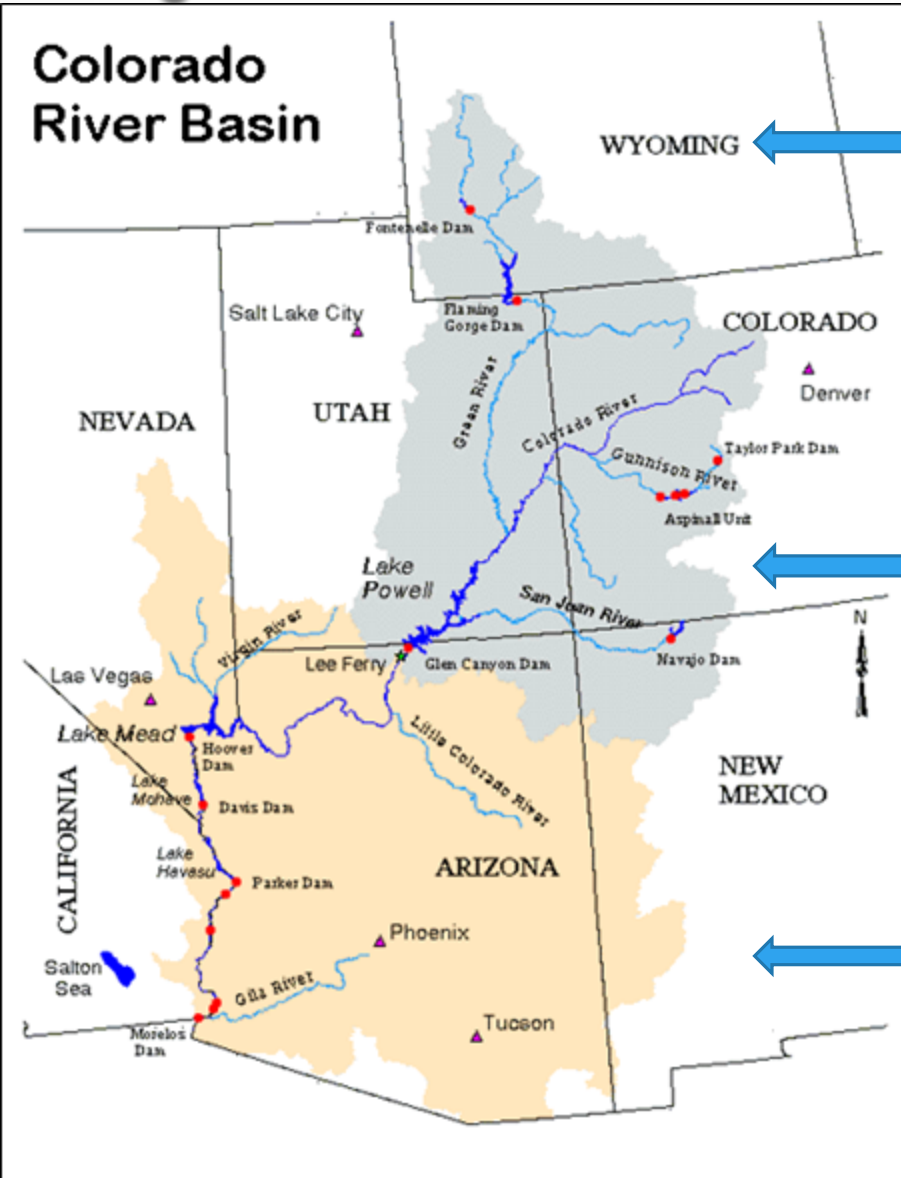 Colorado
River Basin
WYOMING
Fontenelle Dam
Salt Lake City
Flaming
Gorge Dam
COLORADO
Denver
NEVADA
UTAH
Green River
Colorado River
Gunnison River
Taylor Park Dam
Aspinall Unit
Lake
Powell
San Juan River
N
Virgin River
Lee Ferry
Glen Canyon Dam
Navajo Dam
Las Vegas
Lake Mead
Hoover
Dam
Little Colorado River
NEW
MEXICO
Lake
Mohave
Davis Dam
CALIFORNIA
Lake
Havasu
Parker Dam
ARIZONA
Phoenix
Salton
Sea
Gila River
Morelos
Dam
Tucson